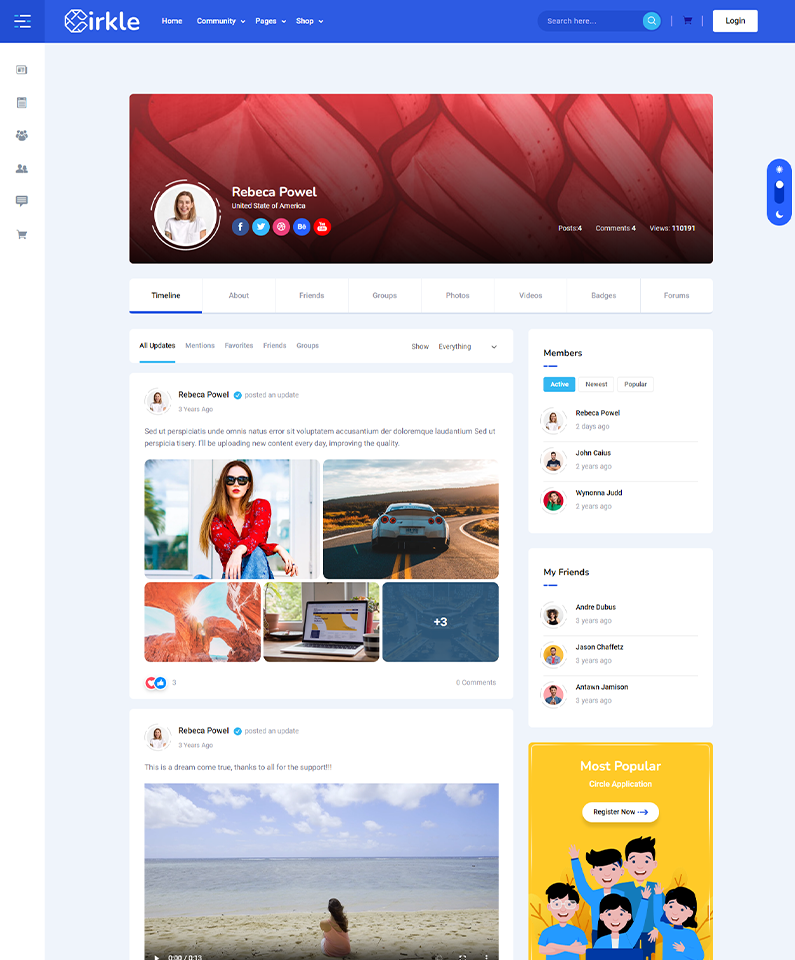 Cirkle
Home Community Pages Shop
Search here...
Login
Rebeca Powel
United State of America
Bē
You Tube
Posts:4 Comments 4 Views: 110191
Timeline About Friends Groups Photos Videos Badges Forums
All Updates Mentions Favorites Friends Groups Show Everything
Rebeca Powel posted an update
3 Years Ago
Sed ut perspiciatis unde omnis natus error sit voluptatem accusantium der doloremque laudantium Sed ut
perspicia tisery. I'll be uploading new content every day, improving the quality.
+3
3 0 Comments
Rebeca Powel posted an update
3 Years Ago
This is a dream come true, thanks to all for the support!!!
0:00 / 0:13
Members
Active Newest Popular
Rebeca Powel
2 days ago
John Caius
2 years ago
Wynonna Judd
2 years ago
My Friends
Andre Dubus
3 years ago
Jason Chaffetz
3 years ago
Antawn Jamison
3 years ago
Most Popular
Circle Application
Register Now